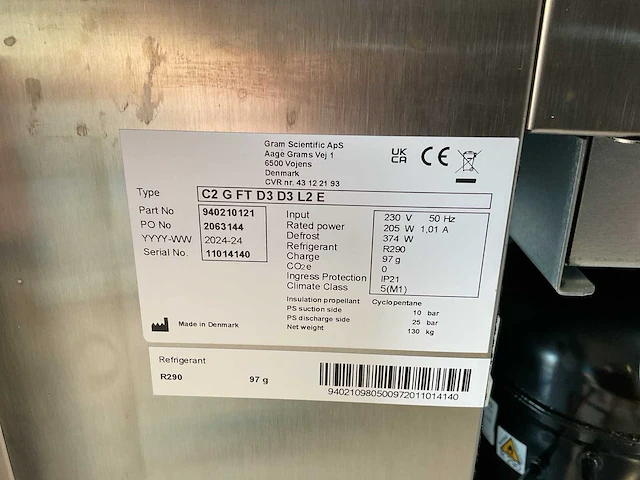 Gram Scientific ApS
Aage Grams Vej 1
6500 Vojens
Denmark
CVR nr. 43 12 21 93
UK
CA
CE
Type C2 G FT D3 D3 L2 E
Part No 940210121
PO No 2063144
YYYY-WW 2024-24
Serial No. 11014140
Input 230 V 50 Hz
Rated power 205 W 1,01 A
Defrost 374 W
Refrigerant R290
Charge 97 g
CO2e 0
Ingress Protection IP21
Climate Class 5(M1)
Insulation propellant Cyclopentane
PS suction side 10 bar
PS discharge side 25 bar
Net weight 130 kg
Made in Denmark
Refrigerant
R290 97 g
940210980500972011014140